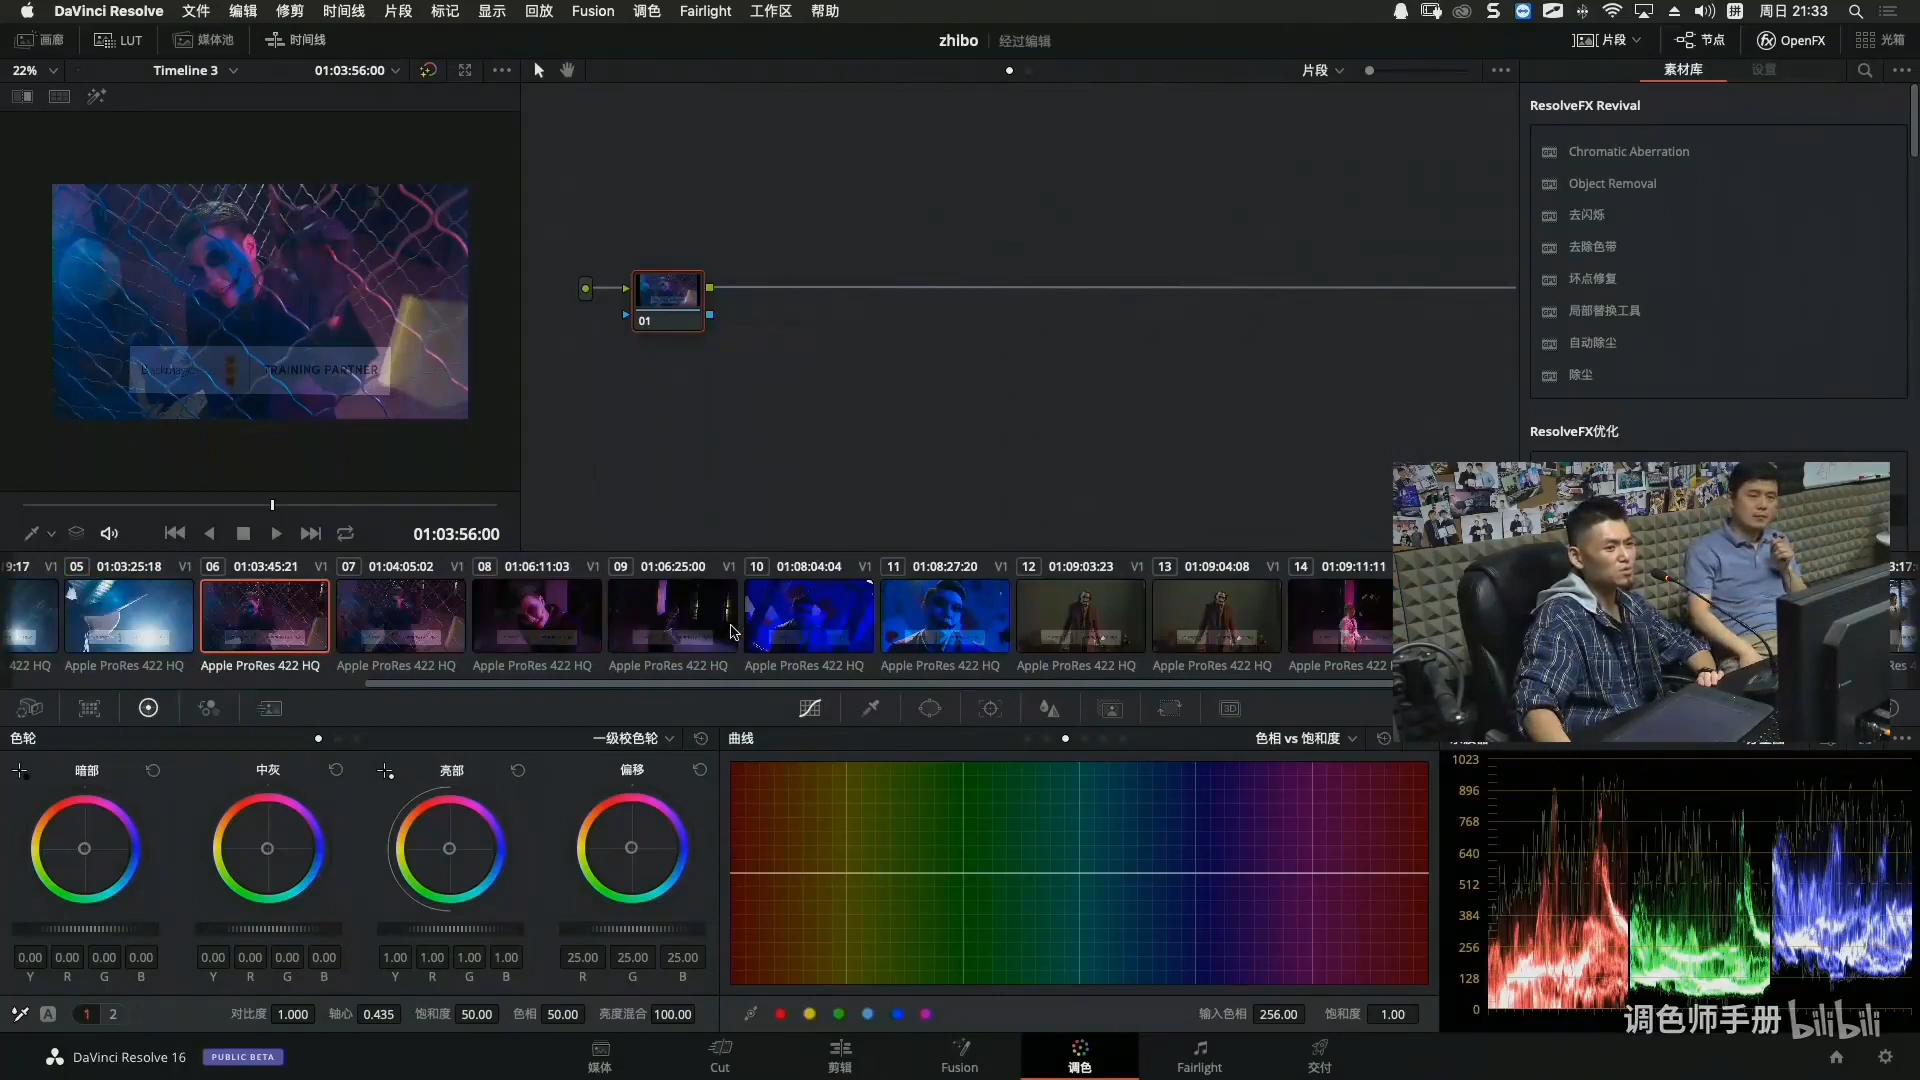 DaVinci Resolve 文件 编辑 修剪 时间线 片段 标记 显示 回放 Fusion 调色 Fairlight 工作区 帮助 拼 周日 21:33
画廊 LUT 媒体池 时间线 zhibo 经过编辑 片段 节点 OpenFX 光箱
22% Timeline 3 01:03:56:00 片段 素材库 设置
ResolveFX Revival
Chromatic Aberration
Object Removal
去闪烁
去除色带
坏点修复
局部替换工具
自动除尘
除尘
ResolveFX优化
TRAINING PARTNER
01
01:03:56:00
9:17 V1 05 01:03:25:18 V1 06 01:03:45:21 V1 07 01:04:05:02 V1 08 01:06:11:03 V1 09 01:06:25:00 V1 10 01:08:04:04 V1 11 01:08:27:20 V1 12 01:09:03:23 V1 13 01:09:04:08 V1 14 01:09:11:11
422 HQ Apple ProRes 422 HQ Apple ProRes 422 HQ Apple ProRes 422 HQ Apple ProRes 422 HQ Apple ProRes 422 HQ Apple ProRes 422 HQ Apple ProRes 422 HQ Apple ProRes 422 HQ Apple ProRes 422 HQ Apple ProRes 422 H
3D
色轮 一级校色轮 曲线 色相 vs 饱和度
暗部 中灰 亮部 偏移
0.00 0.00 0.00 0.00 0.00 0.00 0.00 0.00 1.00 1.00 1.00 1.00 25.00 25.00 25.00
Y R G B Y R G B Y R G B R G B
A 1 2 对比度 1.000 轴心 0.435 饱和度 50.00 色相 50.00 亮度混合 100.00
输入色相 256.00 饱和度 1.00
1023
896
768
640
512
384
256
128
0
调色师手册 bilibili
DaVinci Resolve 16 PUBLIC BETA
媒体 Cut 剪辑 Fusion 调色 Fairlight 交付